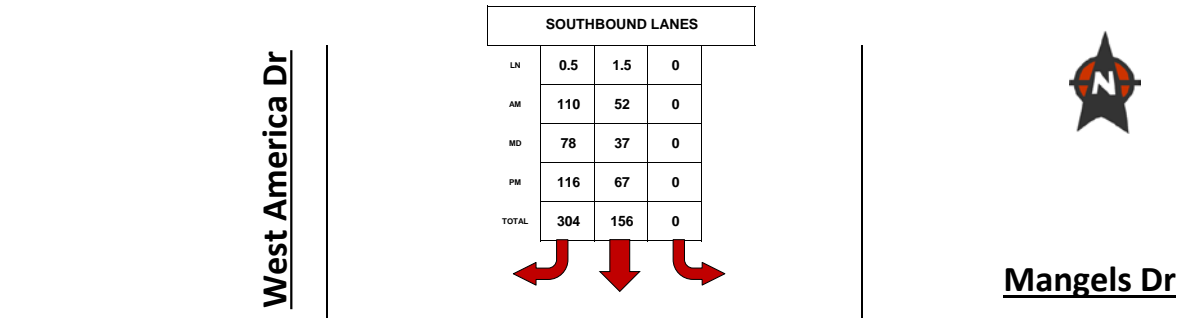 SOUTHBOUND LANES
LN 0.5 1.5 0
AM 110 52 0
MD 78 37 0
PM 116 67 0
TOTAL 304 156 0
West America Dr
N
Mangels Dr